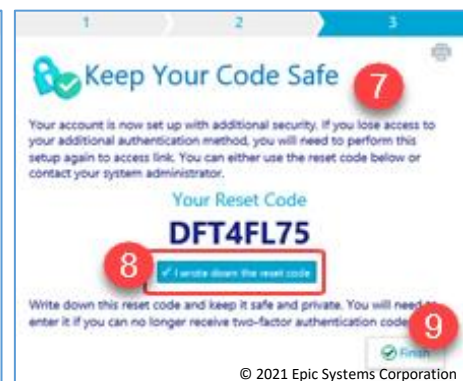 1 2 3
Keep Your Code Safe 7
Your account is now set up with additional security. If you lose access to
your additional authentication method, you will need to perform this
setup again to access link. You can either use the reset code below or
contact your system administrator.
Your Reset Code
DFT4FL75
8 ✓ I wrote down the reset code
Write down this reset code and keep it safe and private. You will need to
enter it if you can no longer receive two-factor authentication code
9
Finish
© 2021 Epic Systems Corporation